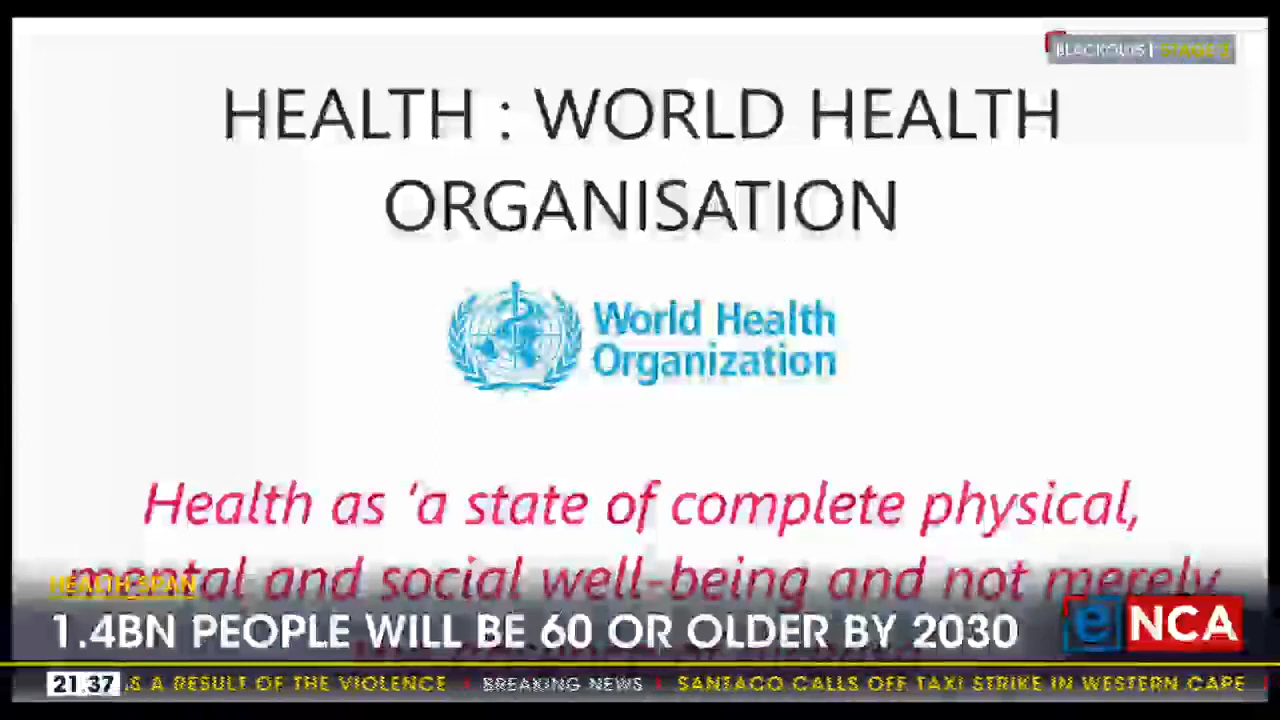 BLACKOUTS | STAGE 3
HEALTH : WORLD HEALTH
ORGANISATION
World Health
Organization
Health as ‘a state of complete physical,
mental and social well-being and not merely
HEALTH SPAN
1.4BN PEOPLE WILL BE 60 OR OLDER BY 2030
eNCA
21.37 AS A RESULT OF THE VIOLENCE BREAKING NEWS SANTACO CALLS OFF TAXI STRIKE IN WESTERN CAPE